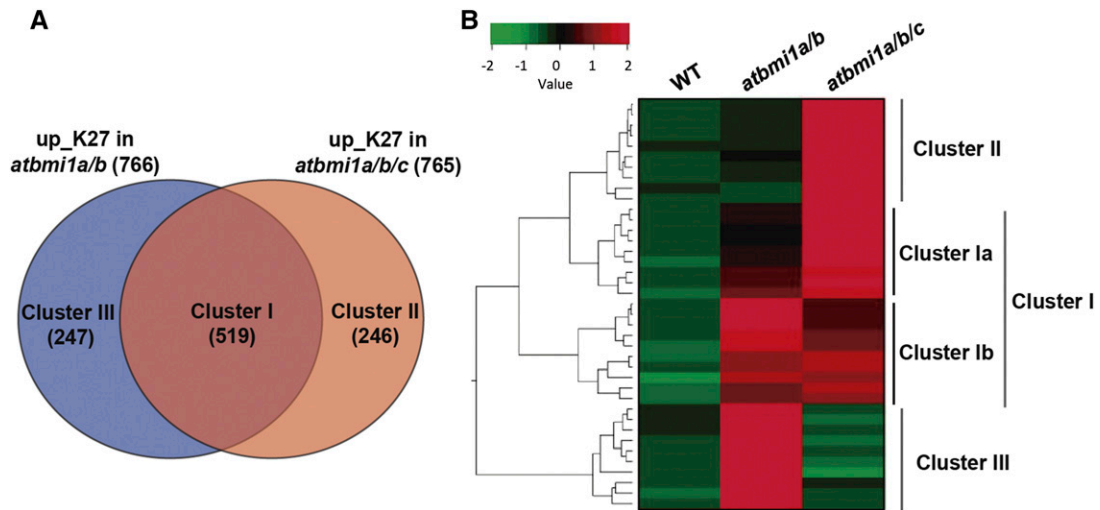 A
up_K27 in
atbmi1a/b (766)
up_K27 in
atbmi1a/b/c (765)
Cluster III
(247)
Cluster I
(519)
Cluster II
(246)
B
-2 -1 0 1 2
Value
WT
atbmi1a/b
atbmi1a/b/c
Cluster II
Cluster Ia
Cluster I
Cluster Ib
Cluster III